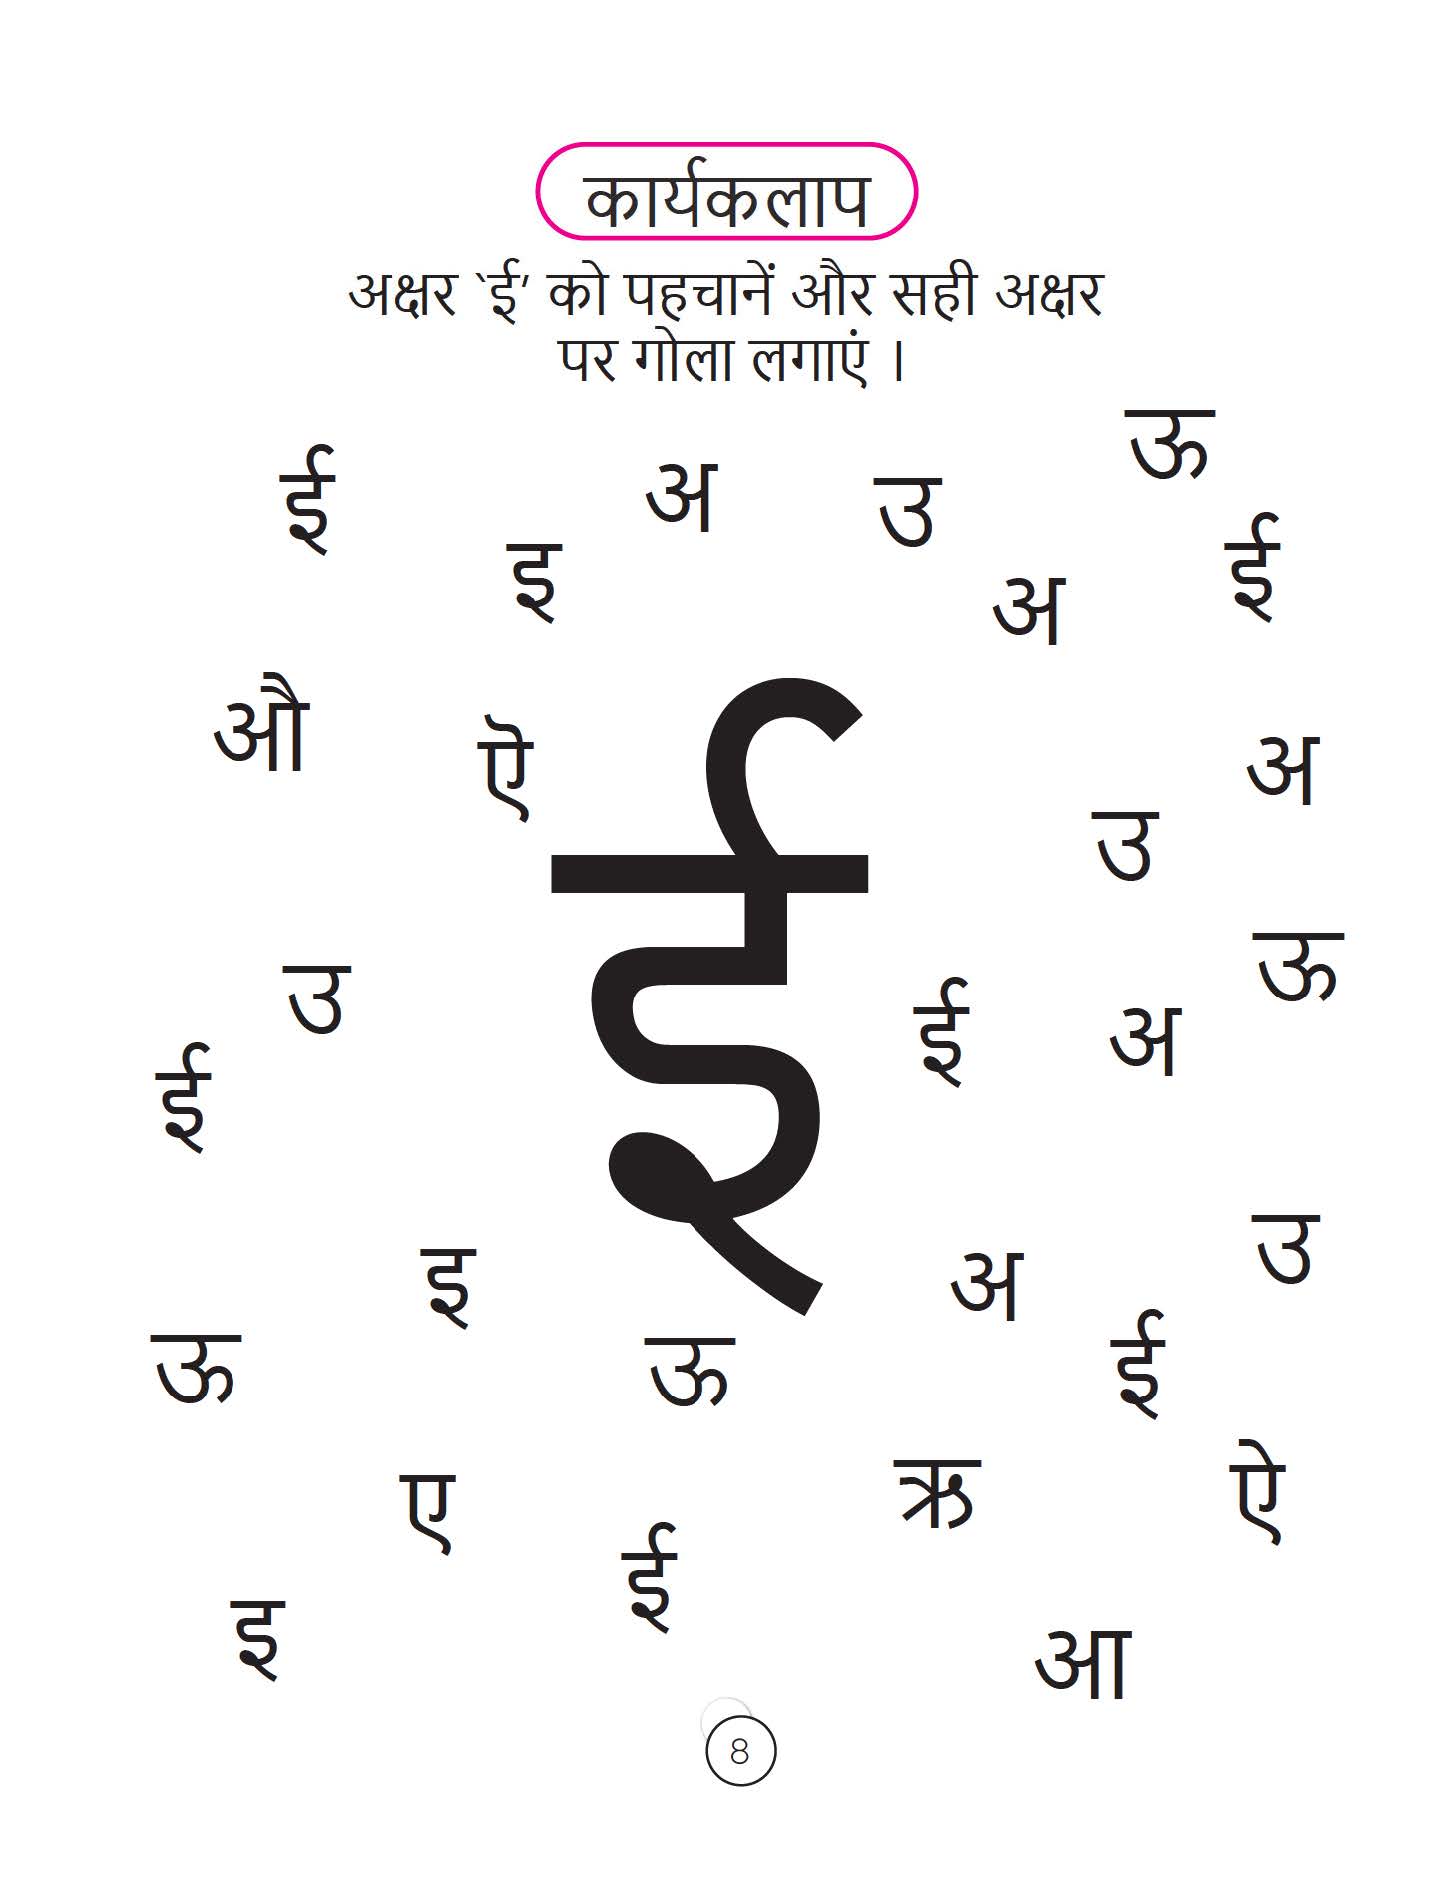 कार्यकलाप
अक्षर `ई’ को पहचानें और सही अक्षर
पर गोला लगाएं ।
ऊ
ई अ उ
इ अ ई
औ ऎ अ
उ
ई
उ ई अ ऊ
ई
इ अ उ
ऊ ऊ ई
ए ऋ ऐ
ई
इ आ
8